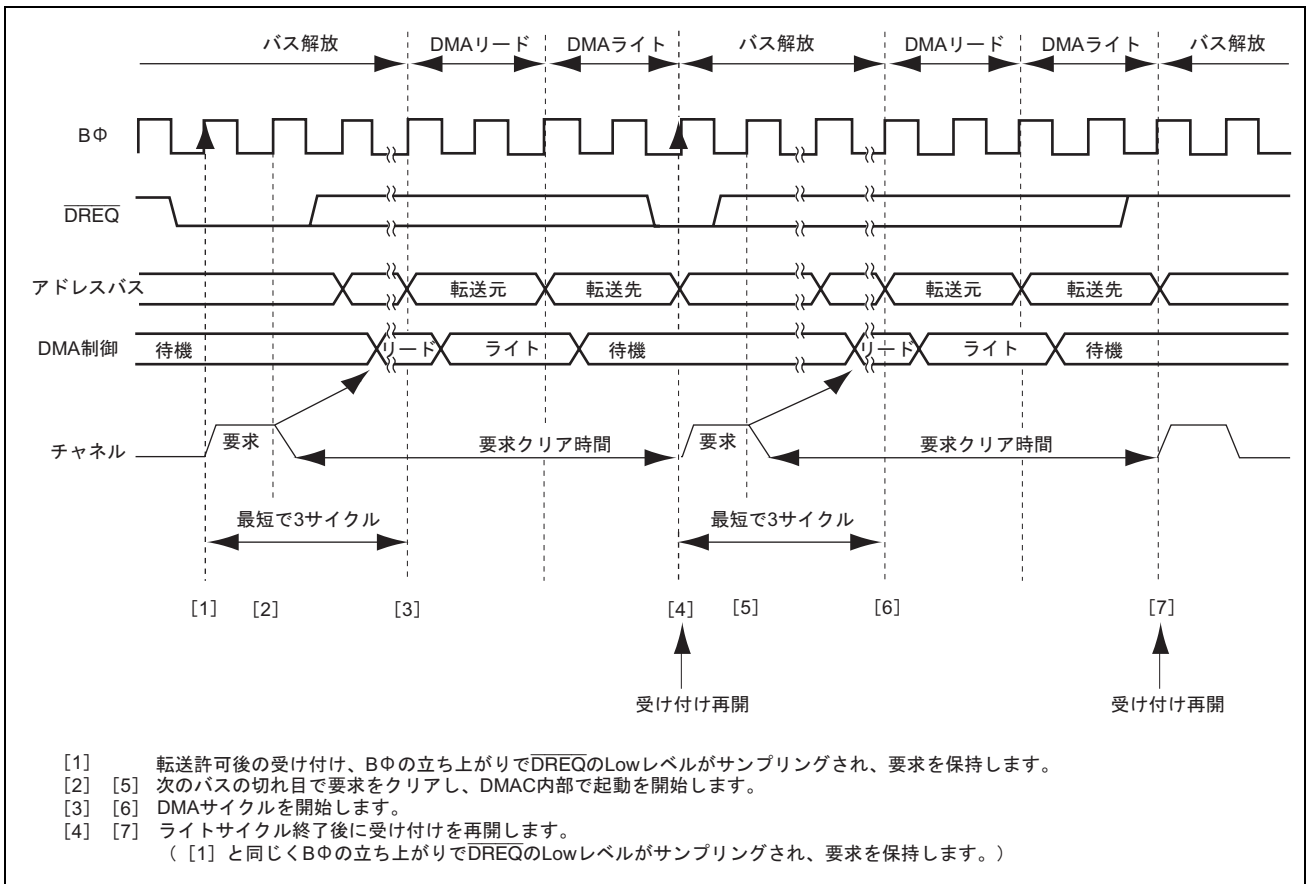 バス解放 DMAリード DMAライト バス解放 DMAリード DMAライト バス解放
BΦ
DREQ
アドレスバス 転送元 転送先 転送元 転送先
DMA制御 待機 リード ライト 待機 リード ライト 待機
チャネル 要求 要求クリア時間 要求 要求クリア時間
最短で3サイクル 最短で3サイクル
[1] [2] [3] [4] [5] [6] [7]
受け付け再開 受け付け再開
[1] 転送許可後の受け付け、BΦの立ち上がりでDREQのLowレベルがサンプリングされ、要求を保持します。
[2] [5] 次のバスの切れ目で要求をクリアし、DMAC内部で起動を開始します。
[3] [6] DMAサイクルを開始します。
[4] [7] ライトサイクル終了後に受け付けを再開します。
([1]と同じくBΦの立ち上がりでDREQのLowレベルがサンプリングされ、要求を保持します。)